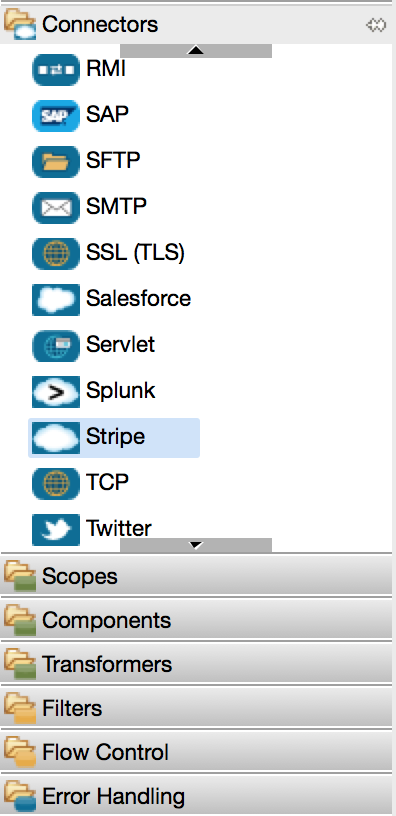 Connectors
RMI
SAP
SAP
SFTP
SMTP
SSL (TLS)
Salesforce
Servlet
Splunk
Stripe
TCP
Twitter
Scopes
Components
Transformers
Filters
Flow Control
Error Handling